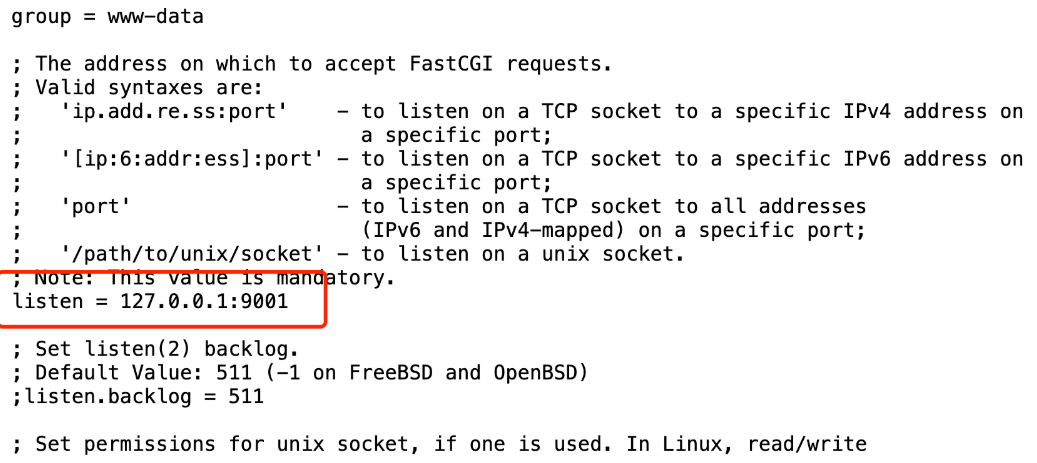 group = www-data
; The address on which to accept FastCGI requests.
; Valid syntaxes are:
;   'ip.add.re.ss:port'    - to listen on a TCP socket to a specific IPv4 address on
;                            a specific port;
;   '[ip:6:addr:ess]:port' - to listen on a TCP socket to a specific IPv6 address on
;                            a specific port;
;   'port'                 - to listen on a TCP socket to all addresses
;                            (IPv6 and IPv4-mapped) on a specific port;
;   '/path/to/unix/socket' - to listen on a unix socket.
; Note: This value is mandatory.
listen = 127.0.0.1:9001
; Set listen(2) backlog.
; Default Value: 511 (-1 on FreeBSD and OpenBSD)
;listen.backlog = 511
; Set permissions for unix socket, if one is used. In Linux, read/write